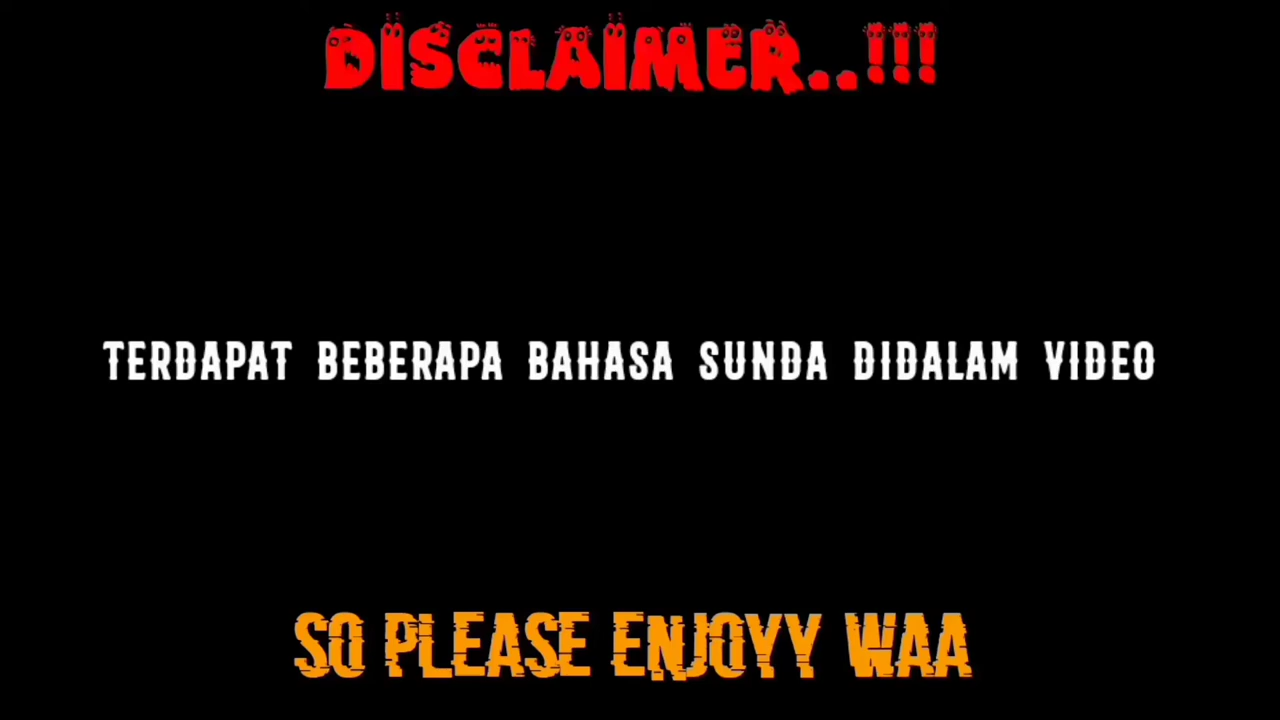 DISCLAIMER..!!!
TERDAPAT BEBERAPA BAHASA SUNDA DIDALAM VIDEO
SO PLEASE ENJOYY WAA